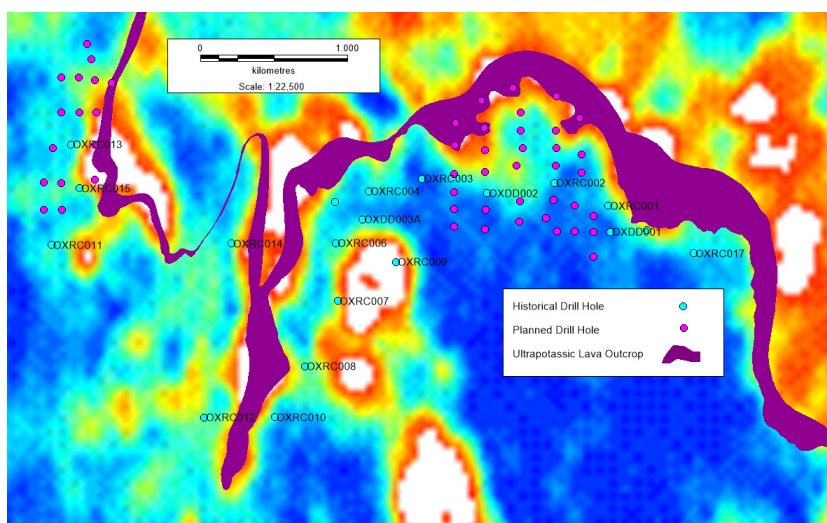 0 1.000
kilometres
Scale: 1:22,500
OXRC013
OXRC015
OXRC003
OXRC004
OXDD002
OXRC002
OXRC001
OXDD003A
OXDD001
OXRC011
OXRC014
OXRC006
OXRC017
OXRC009
OXRC007
Historical Drill Hole
Planned Drill Hole
Ultrapotassic Lava Outcrop
OXRC008
OXRC012
OXRC010